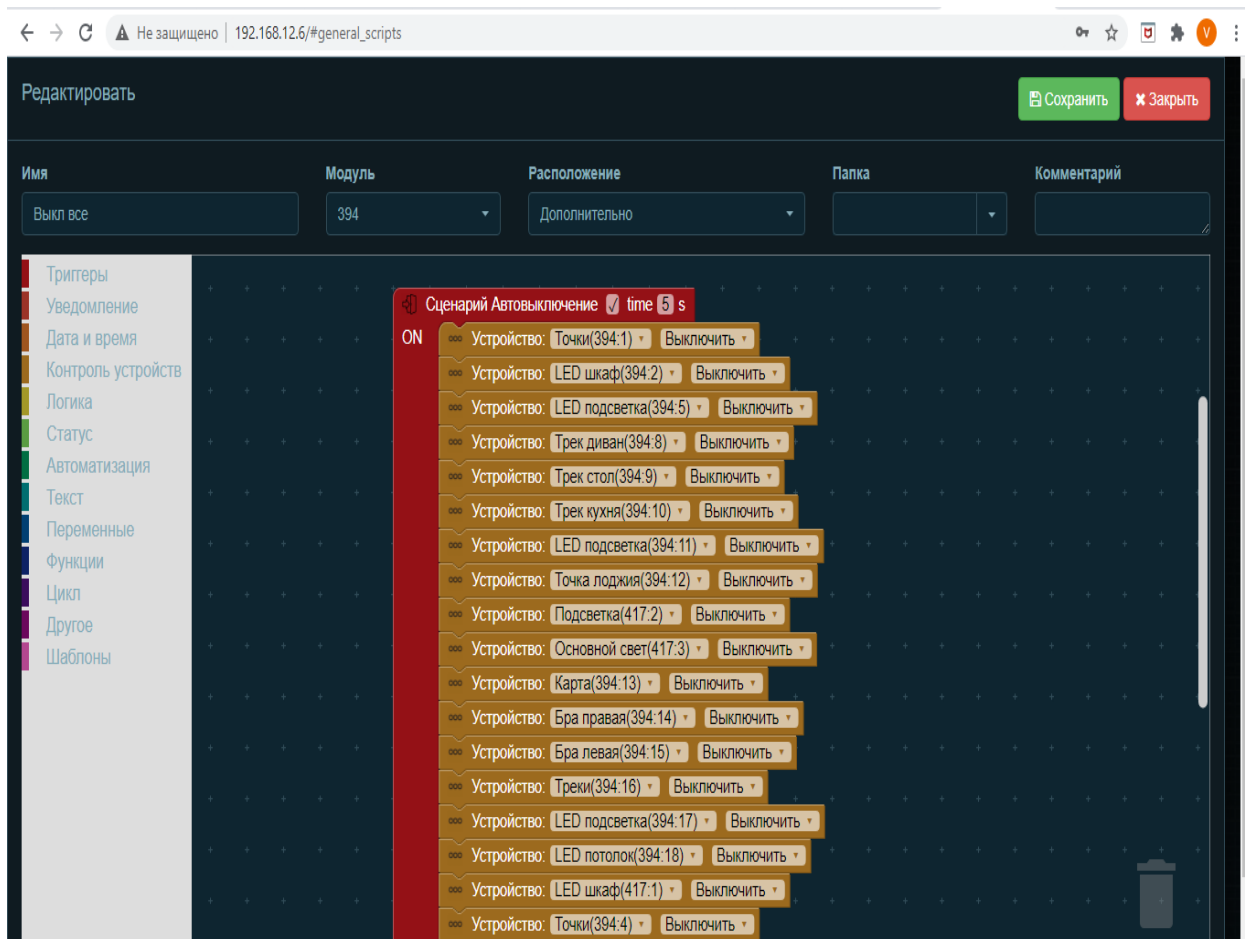 Не защищено | 192.168.12.6/#general_scripts
V
Редактировать
Сохранить
Закрыть
Имя
Модуль
Расположение
Папка
Комментарий
Выкл все
394
Дополнительно
Триггеры
Уведомление
Дата и время
Контроль устройств
Логика
Статус
Автоматизация
Текст
Переменные
Функции
Цикл
Другое
Шаблоны
Сценарий Автовыключение ✓ time 5 s
ON
Устройство: Точки(394:1) Выключить
Устройство: LED шкаф(394:2) Выключить
Устройство: LED подсветка(394:5) Выключить
Устройство: Трек диван(394:8) Выключить
Устройство: Трек стол(394:9) Выключить
Устройство: Трек кухня(394:10) Выключить
Устройство: LED подсветка(394:11) Выключить
Устройство: Точка лоджия(394:12) Выключить
Устройство: Подсветка(417:2) Выключить
Устройство: Основной свет(417:3) Выключить
Устройство: Карта(394:13) Выключить
Устройство: Бра правая(394:14) Выключить
Устройство: Бра левая(394:15) Выключить
Устройство: Треки(394:16) Выключить
Устройство: LED подсветка(394:17) Выключить
Устройство: LED потолок(394:18) Выключить
Устройство: LED шкаф(417:1) Выключить
Устройство: Точки(394:4) Выключить